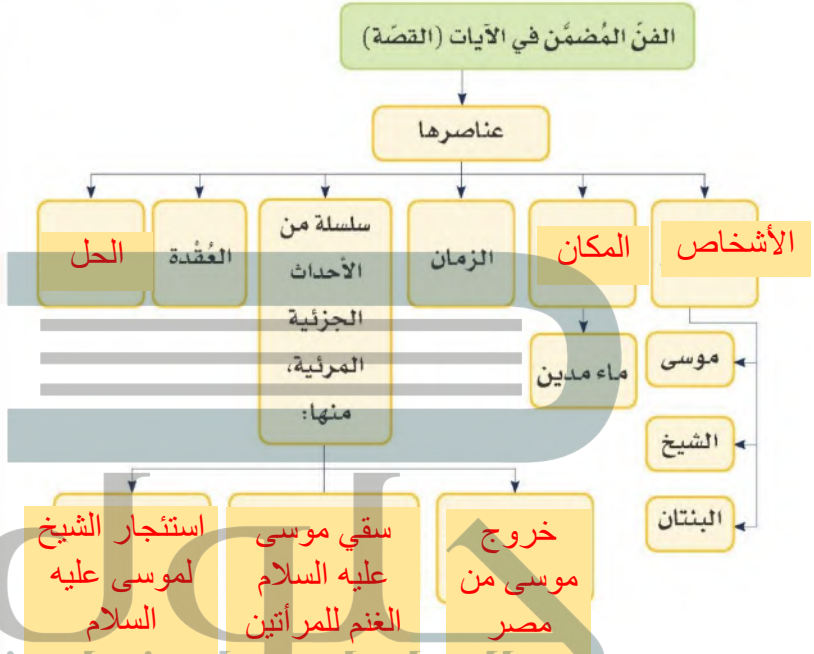 الفنّ المُضمَّن في الآيات (القصّة)
عناصرها
الأشخاص
المكان
الزمان
سلسلة من
الأحداث
الجزئية
المرئية،
منها:
العُقْدة
الحل
موسى
الشيخ
البنتان
ماء مدين
خروج
موسى من
مصر
سقي موسى
عليه السلام
الغنم للمرأتين
استئجار الشيخ
لموسى عليه
السلام